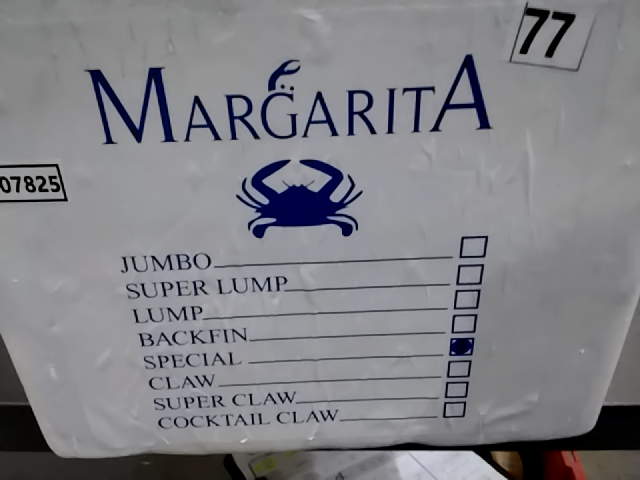 77
MARGARITA
07825
JUMBO
SUPER LUMP
LUMP
BACKFIN
SPECIAL
CLAW
SUPER CLAW
COCKTAIL CLAW